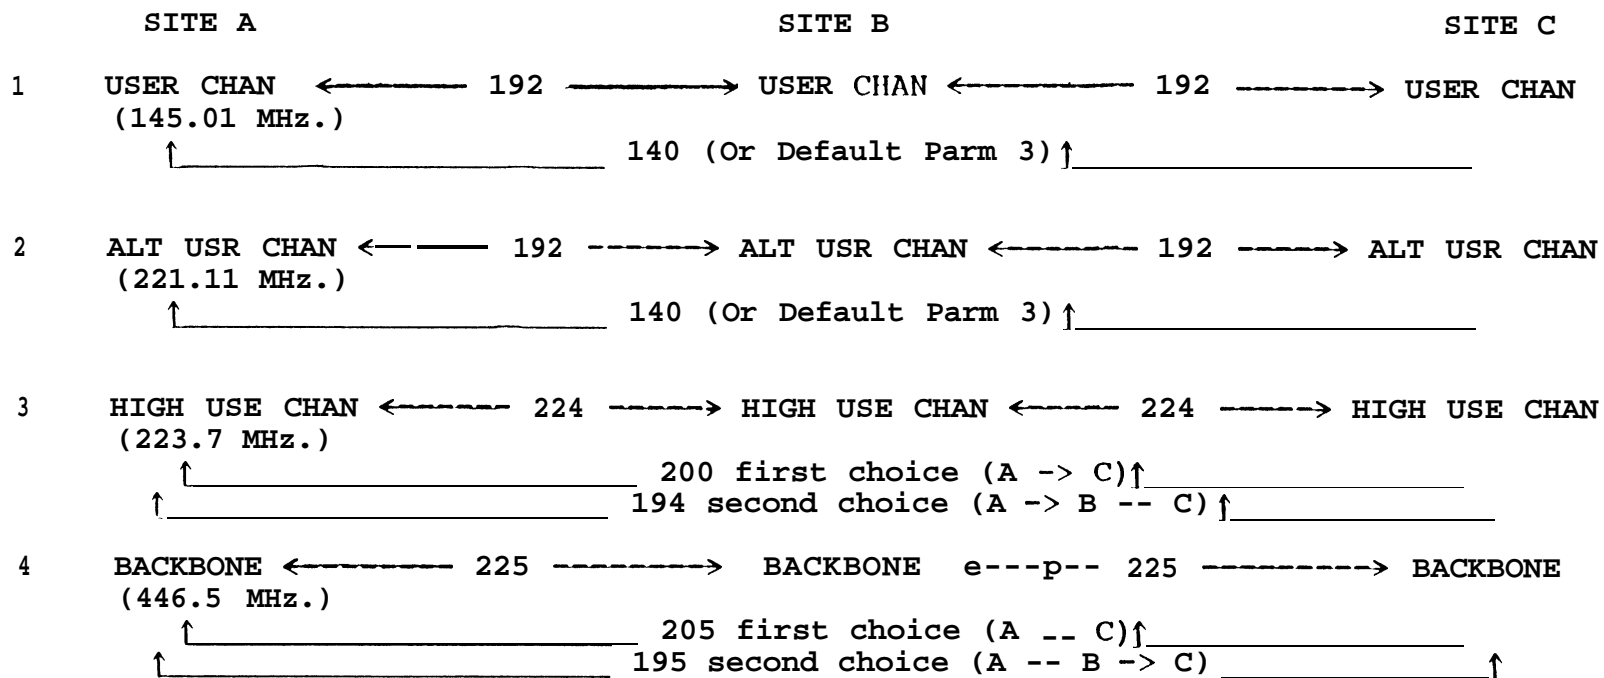 SITE A SITE B SITE C
1 USER CHAN <---- 192 ----> USER CHAN <---- 192 ----> USER CHAN
(145.01 MHz.)
140 (Or Default Parm 3)
2 ALT USR CHAN <---- 192 ----> ALT USR CHAN <---- 192 ----> ALT USR CHAN
(221.11 MHz.)
140 (Or Default Parm 3)
3 HIGH USE CHAN <---- 224 ----> HIGH USE CHAN <---- 224 ----> HIGH USE CHAN
(223.7 MHz.)
200 first choice (A -> C)
194 second choice (A -> B -- C)
4 BACKBONE <---- 225 ----> BACKBONE e---p-- 225 ----> BACKBONE
(446.5 MHz.)
205 first choice (A -- C)
195 second choice (A -- B -> C)